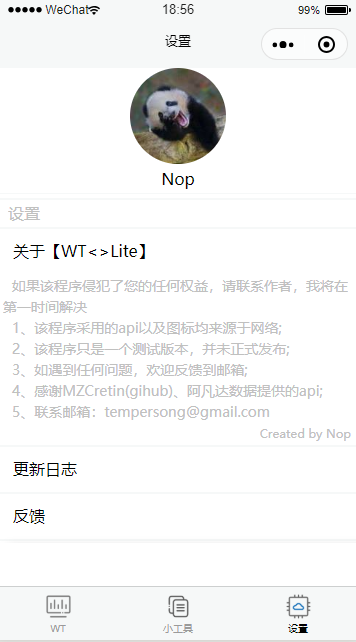 WeChat 18:56 99%
设置
Nop
设置
关于【WT<>Lite】
如果该程序侵犯了您的任何权益，请联系作者，我将在
第一时间解决
1、该程序采用的api以及图标均来源于网络;
2、该程序只是一个测试版本，并未正式发布;
3、如遇到任何问题，欢迎反馈到邮箱;
4、感谢MZCretin(gihub)、阿凡达数据提供的api;
5、联系邮箱：tempersong@gmail.com
Created by Nop
更新日志
反馈
WT 小工具 设置